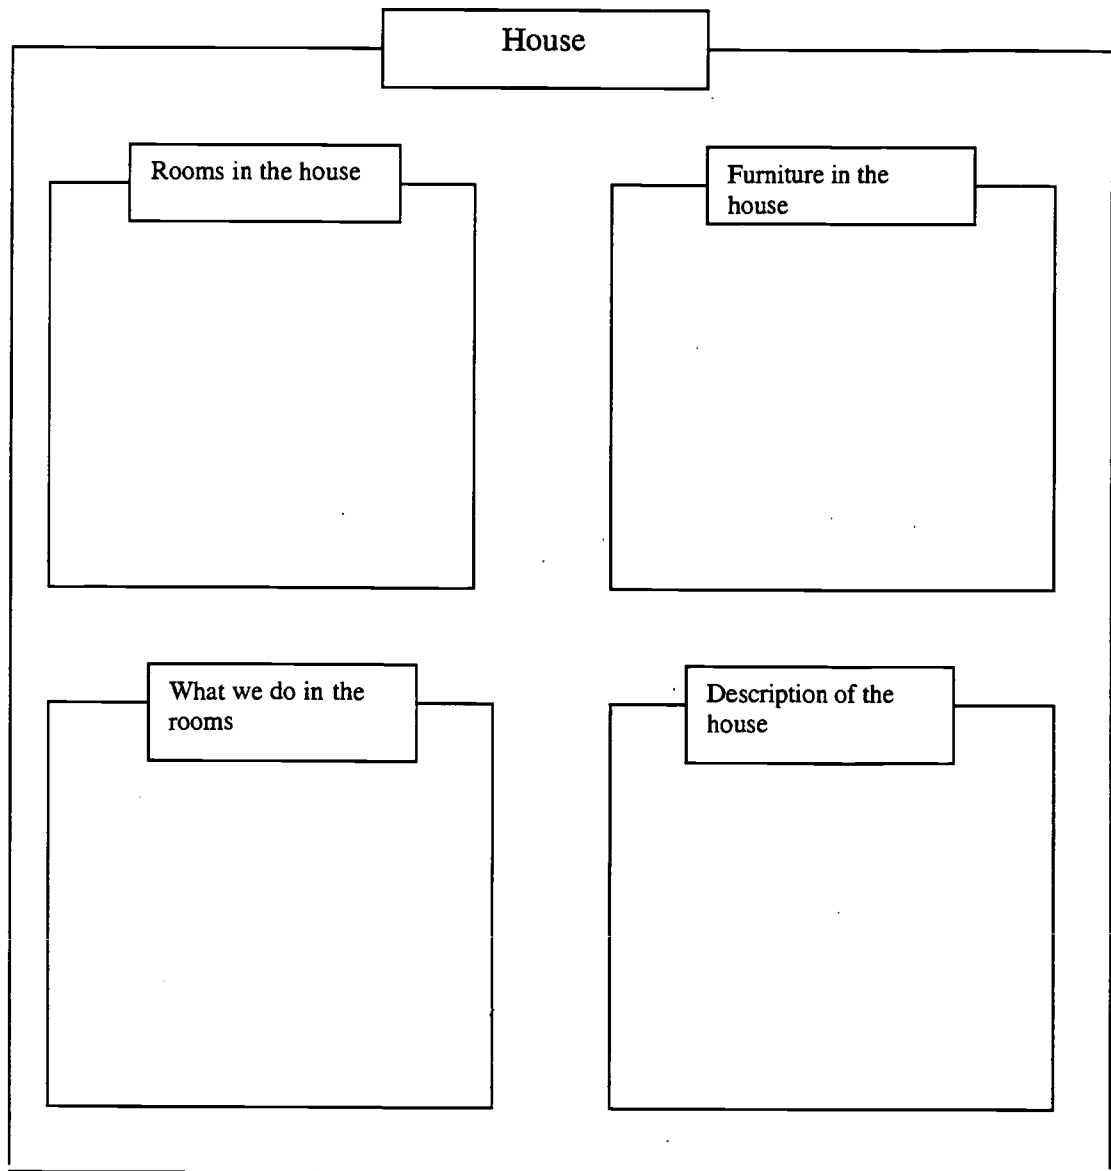 House
Rooms in the house
Furniture in the
house
What we do in the
rooms
Description of the
house